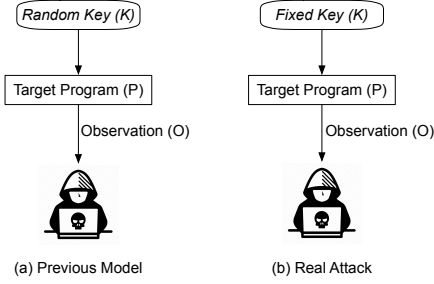 Random Key (K)
Target Program (P)
Observation (O)
(a) Previous Model
Fixed Key (K)
Target Program (P)
Observation (O)
(b) Real Attack